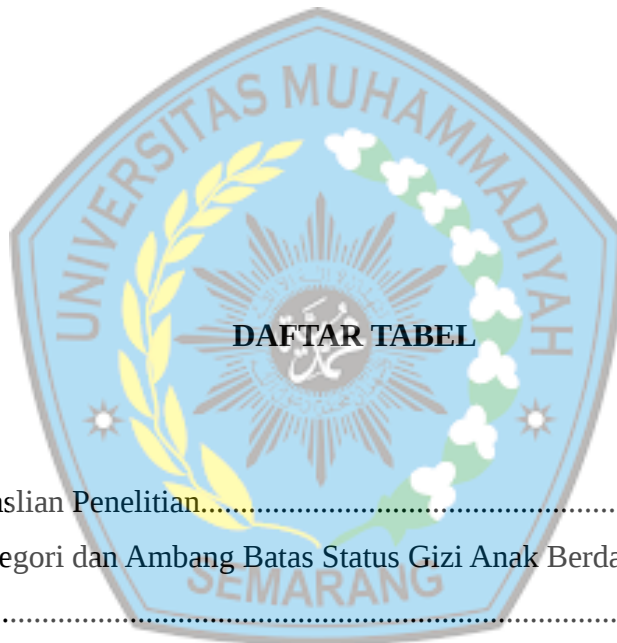 UNIVERSITAS MUHAMMADIYAH
DAFTAR TABEL
aslian Penelitian.....................................................
egori dan Ambang Batas Status Gizi Anak Berda
SEMARANG
................................................................................